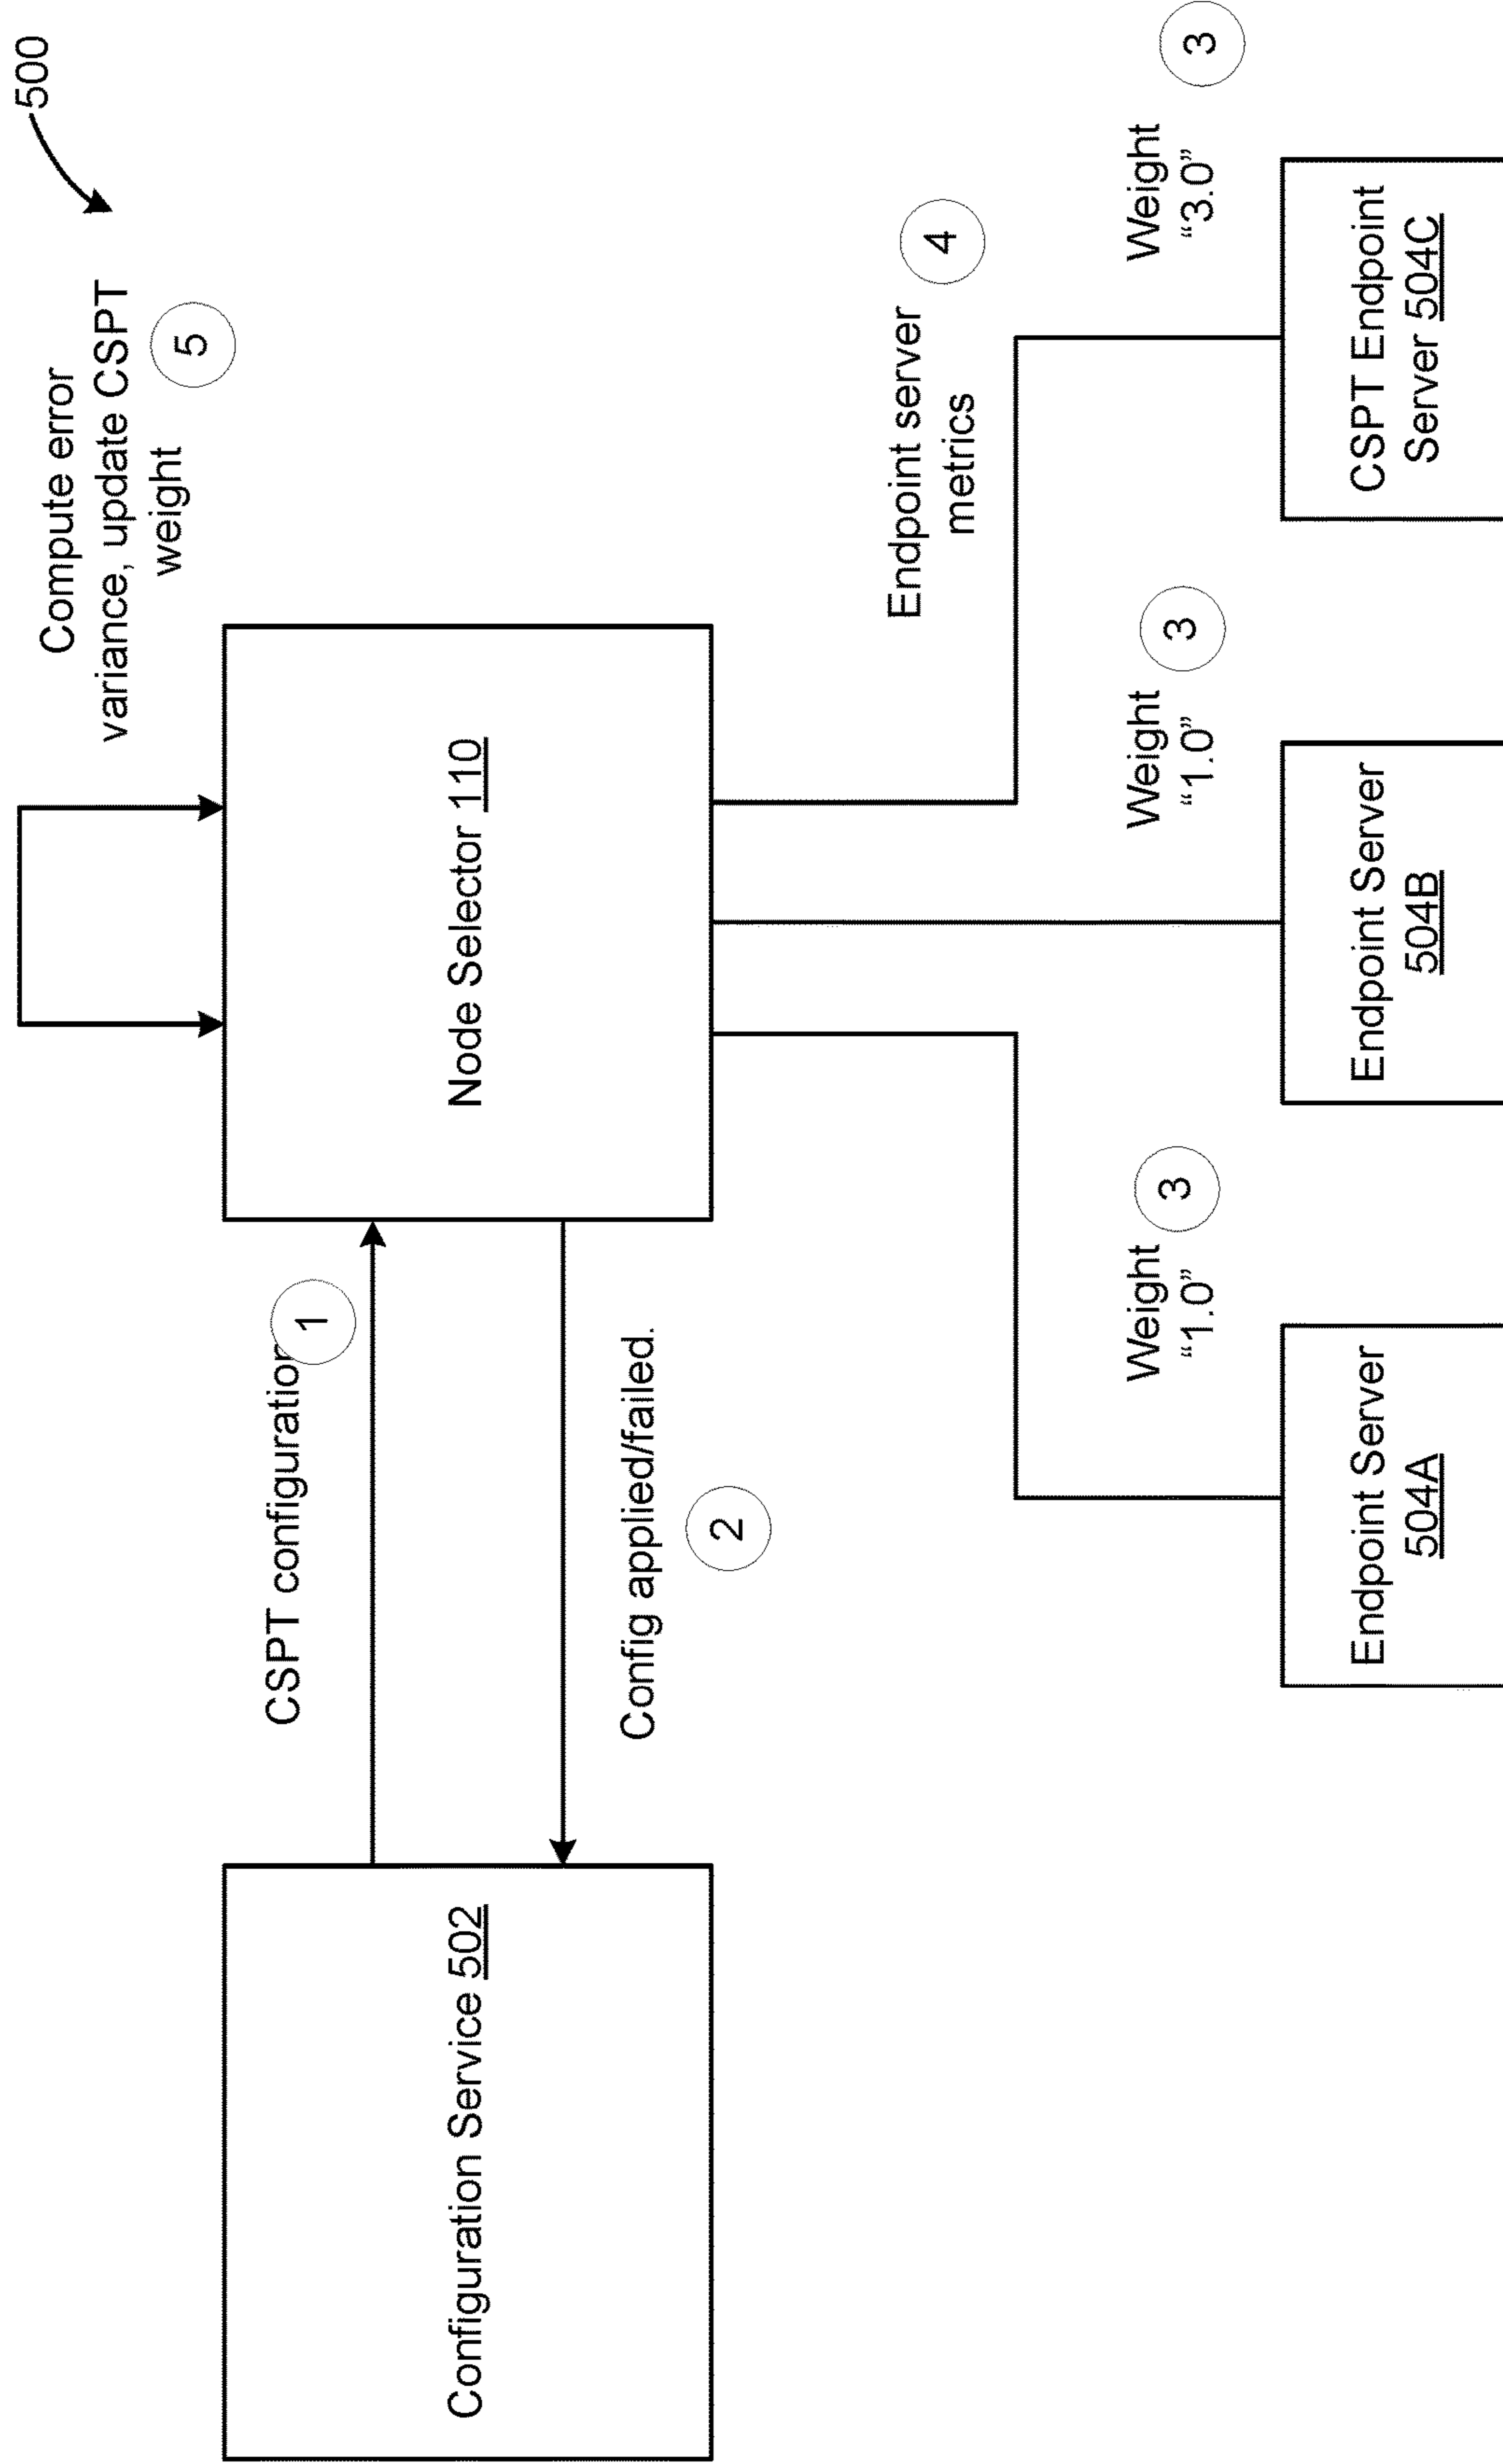 500
Compute error
variance, update CSPT
weight
5
CSPT configuration
1
Configuration Service 502
Node Selector 110
Config applied/failed.
2
Endpoint server
metrics
4
Weight
“1.0”
3
Weight
“1.0”
3
Weight
“3.0”
3
Endpoint Server
504A
Endpoint Server
504B
CSPT Endpoint
Server 504C